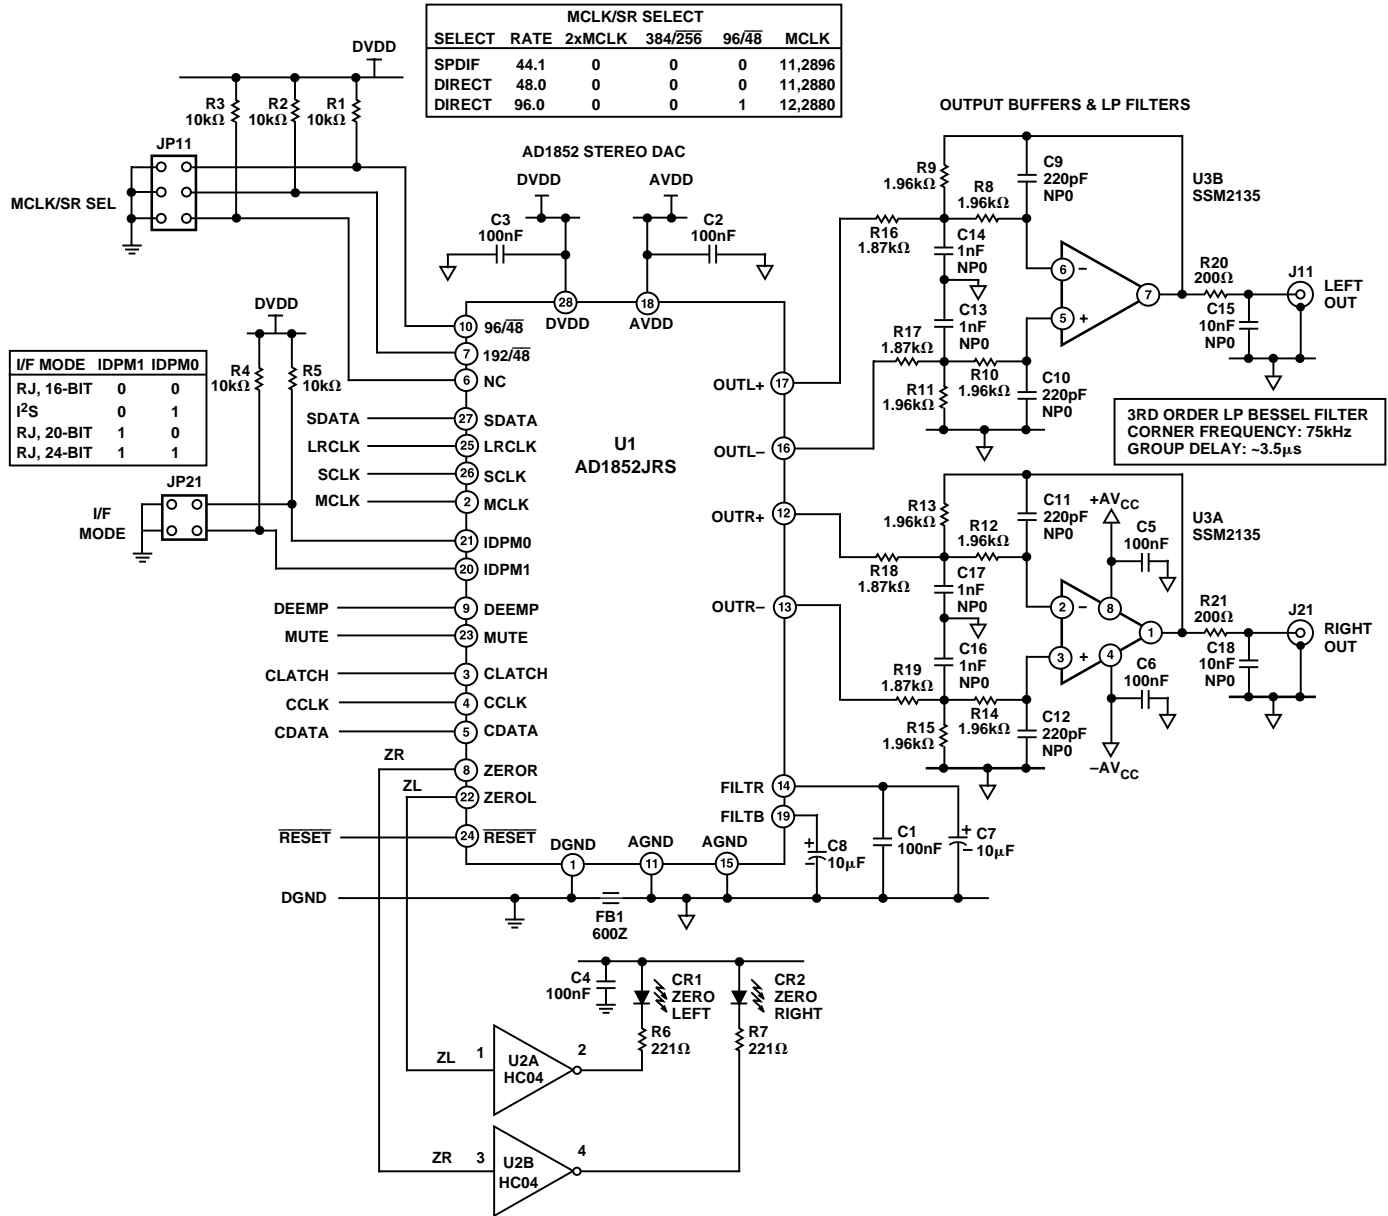 MCLK/SR SELECT
SELECT RATE 2xMCLK 384/256 96/48 MCLK
SPDIF 44.1 0 0 0 11,2896
DIRECT 48.0 0 0 0 11,2880
DIRECT 96.0 0 0 1 12,2880
DVDD
R3
10kΩ
R2
10kΩ
R1
10kΩ
JP11
MCLK/SR SEL
AD1852 STEREO DAC
DVDD
AVDD
C3
100nF
C2
100nF
28
DVDD
18
AVDD
DVDD
R4
10kΩ
R5
10kΩ
I/F MODE IDPM1 IDPM0
RJ, 16-BIT 0 0
I2S 0 1
RJ, 20-BIT 1 0
RJ, 24-BIT 1 1
JP21
I/F
MODE
10 96/48
7 192/48
6 NC
SDATA 27 SDATA
LRCLK 25 LRCLK
SCLK 26 SCLK
MCLK 2 MCLK
21 IDPM0
20 IDPM1
DEEMP 9 DEEMP
MUTE 23 MUTE
CLATCH 3 CLATCH
CCLK 4 CCLK
CDATA 5 CDATA
ZR
8 ZEROR
ZL
22 ZEROL
RESET 24 RESET
U1
AD1852JRS
OUTL+ 17
OUTL– 16
OUTR+ 12
OUTR– 13
FILTR 14
FILTB 19
DGND
1
AGND
11
AGND
15
DGND
FB1
600Z
+
–
C8
10μF
C1
100nF
+
–
C7
10μF
OUTPUT BUFFERS & LP FILTERS
R9
1.96kΩ
R8
1.96kΩ
C9
220pF
NP0
U3B
SSM2135
R16
1.87kΩ
C14
1nF
NP0
C13
1nF
NP0
R17
1.87kΩ
R10
1.96kΩ
R11
1.96kΩ
C10
220pF
NP0
6 –
5 +
7
R20
200Ω
C15
10nF
NP0
J11
LEFT
OUT
3RD ORDER LP BESSEL FILTER
CORNER FREQUENCY: 75kHz
GROUP DELAY: ~3.5μs
R13
1.96kΩ
R12
1.96kΩ
C11
220pF
NP0
+AVCC
C5
100nF
U3A
SSM2135
R18
1.87kΩ
C17
1nF
NP0
C16
1nF
NP0
R19
1.87kΩ
R14
1.96kΩ
R15
1.96kΩ
C12
220pF
NP0
2 –
3 +
8
4
1
C6
100nF
–AVCC
R21
200Ω
C18
10nF
NP0
J21
RIGHT
OUT
C4
100nF
CR1
ZERO
LEFT
CR2
ZERO
RIGHT
R6
221Ω
R7
221Ω
ZL 1
U2A
HC04
2
ZR 3
U2B
HC04
4